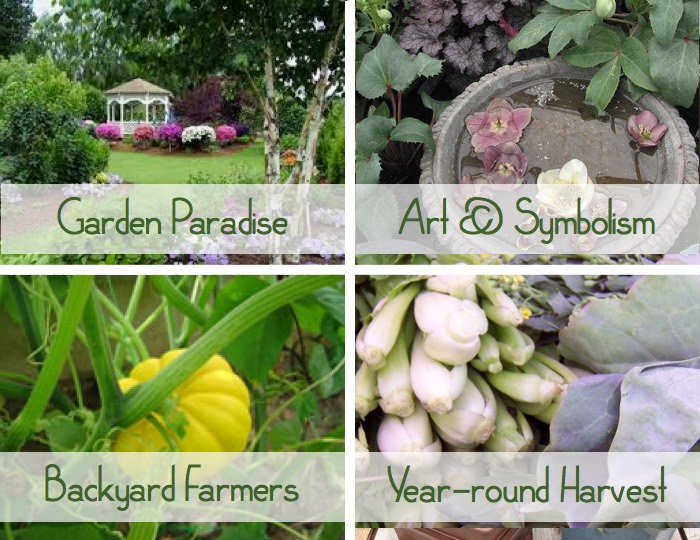 Garden Paradise
Art & Symbolism
Backyard Farmers
Year-round Harvest